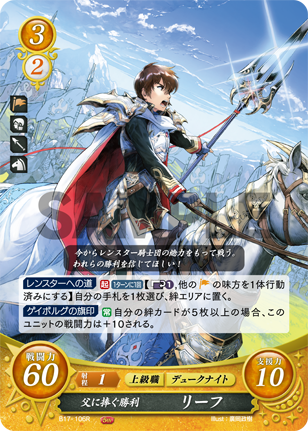 3
2
SAMPLE
今からレンスター騎士団の総力をもって戦う。
われらの勝利を信じてほしい!
レンスターへの道 起 1ターンに1回 【1,他の の味方を1体行動
済みにする】自分の手札を1枚選び、絆エリアに置く。
ゲイボルグの旗印 常 自分の絆カードが5枚以上の場合、この
ユニットの戦闘力は+10される。
戦闘力
60
射程 1 上級職 デュークナイト
父に捧ぐ勝利 リーフ
支援力
10
B17-106R